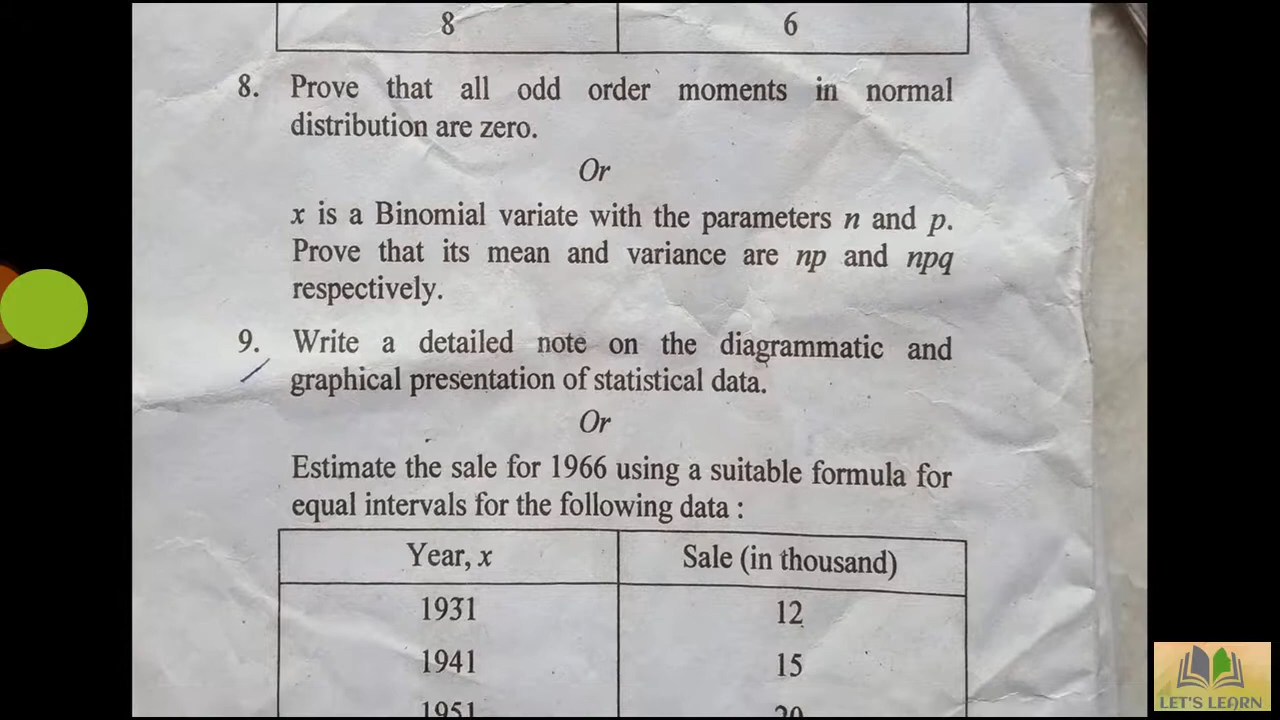 8 6
8. Prove that all odd order moments in normal
distribution are zero.
Or
x is a Binomial variate with the parameters n and p.
Prove that its mean and variance are np and npq
respectively.
9. Write a detailed note on the diagrammatic and
graphical presentation of statistical data.
Or
Estimate the sale for 1966 using a suitable formula for
equal intervals for the following data :
Year, x Sale (in thousand)
1931 12
1941 15
1951 20
LET'S LEARN